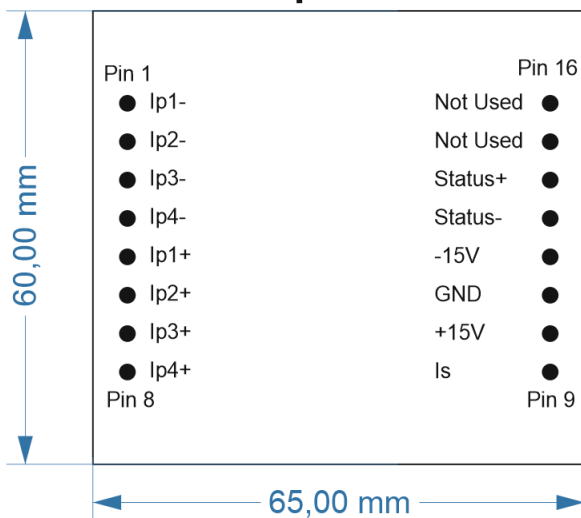 Pin 1
Pin 16
Ip1-
Not Used
Ip2-
Not Used
Ip3-
Status+
Ip4-
Status-
Ip1+
-15V
Ip2+
GND
Ip3+
+15V
Ip4+
Is
Pin 8
Pin 9
60,00 mm
65,00 mm